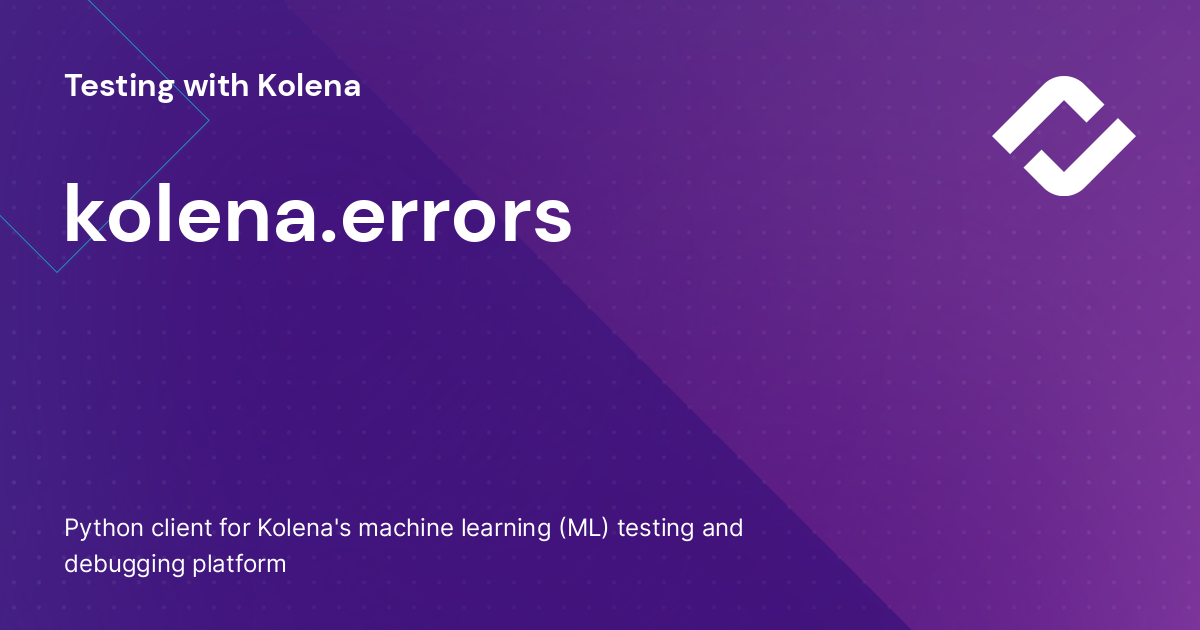 Testing with Kolena
kolena.errors
Python client for Kolena's machine learning (ML) testing and
debugging platform